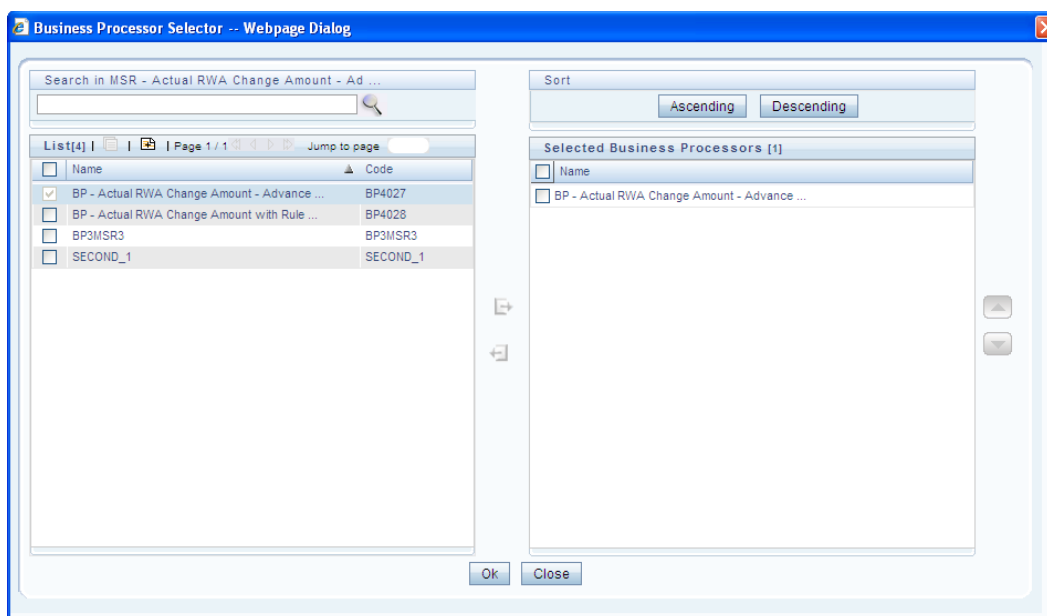 Business Processor Selector -- Webpage Dialog
Search in MSR - Actual RWA Change Amount - Ad ...
Sort
Ascending Descending
List[4] | | | Page 1 / 1 Jump to page
Selected Business Processors [1]
Name Code
Name
BP - Actual RWA Change Amount - Advance ... BP4027
BP - Actual RWA Change Amount - Advance ...
BP - Actual RWA Change Amount with Rule ... BP4028
BP3MSR3 BP3MSR3
SECOND_1 SECOND_1
Ok Close